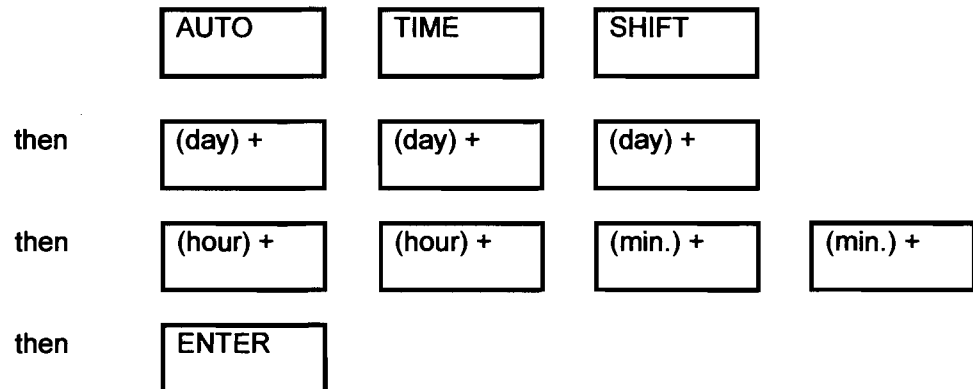 AUTO TIME SHIFT
then (day) + (day) + (day) +
then (hour) + (hour) + (min.) + (min.) +
then ENTER